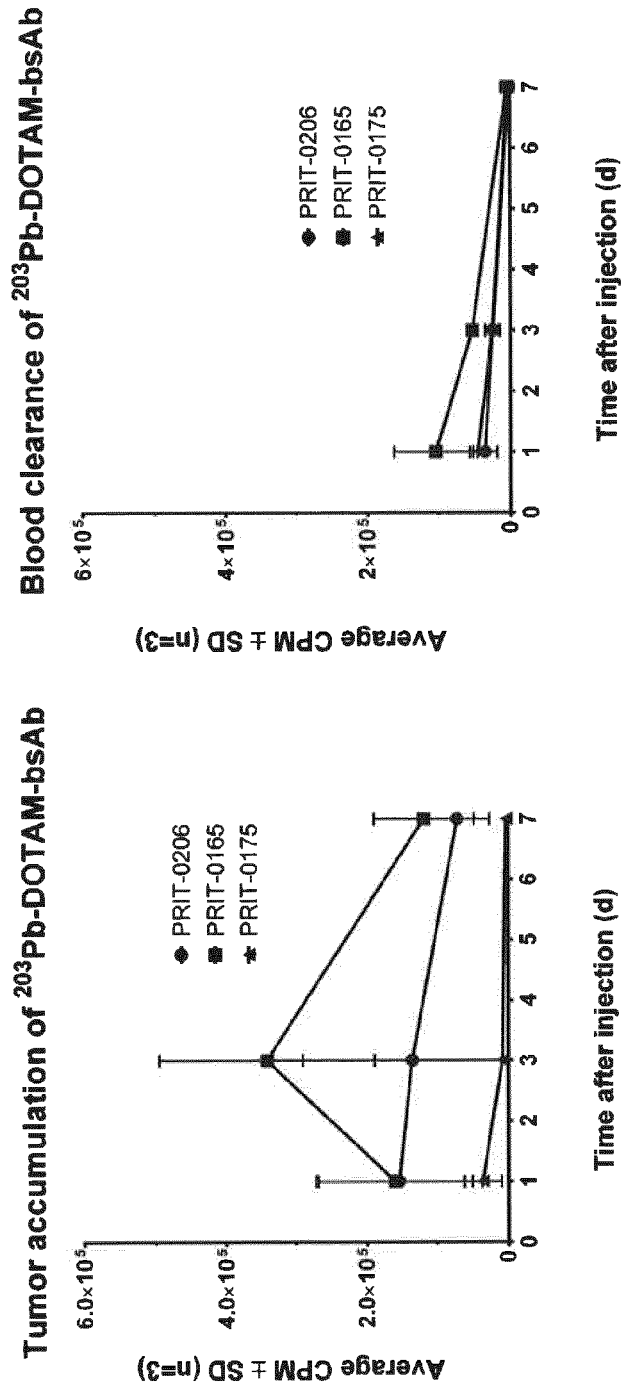 Tumor accumulation of ²⁰³Pb-DOTAM-bsAb
Average CPM ± SD (n=3)
6.0×10⁵
4.0×10⁵
2.0×10⁵
0
PRIT-0206
PRIT-0165
PRIT-0175
0 1 2 3 4 5 6 7
Time after injection (d)
Blood clearance of ²⁰³Pb-DOTAM-bsAb
Average CPM ± SD (n=3)
6×10⁵
4×10⁵
2×10⁵
0
PRIT-0206
PRIT-0165
PRIT-0175
0 1 2 3 4 5 6 7
Time after injection (d)